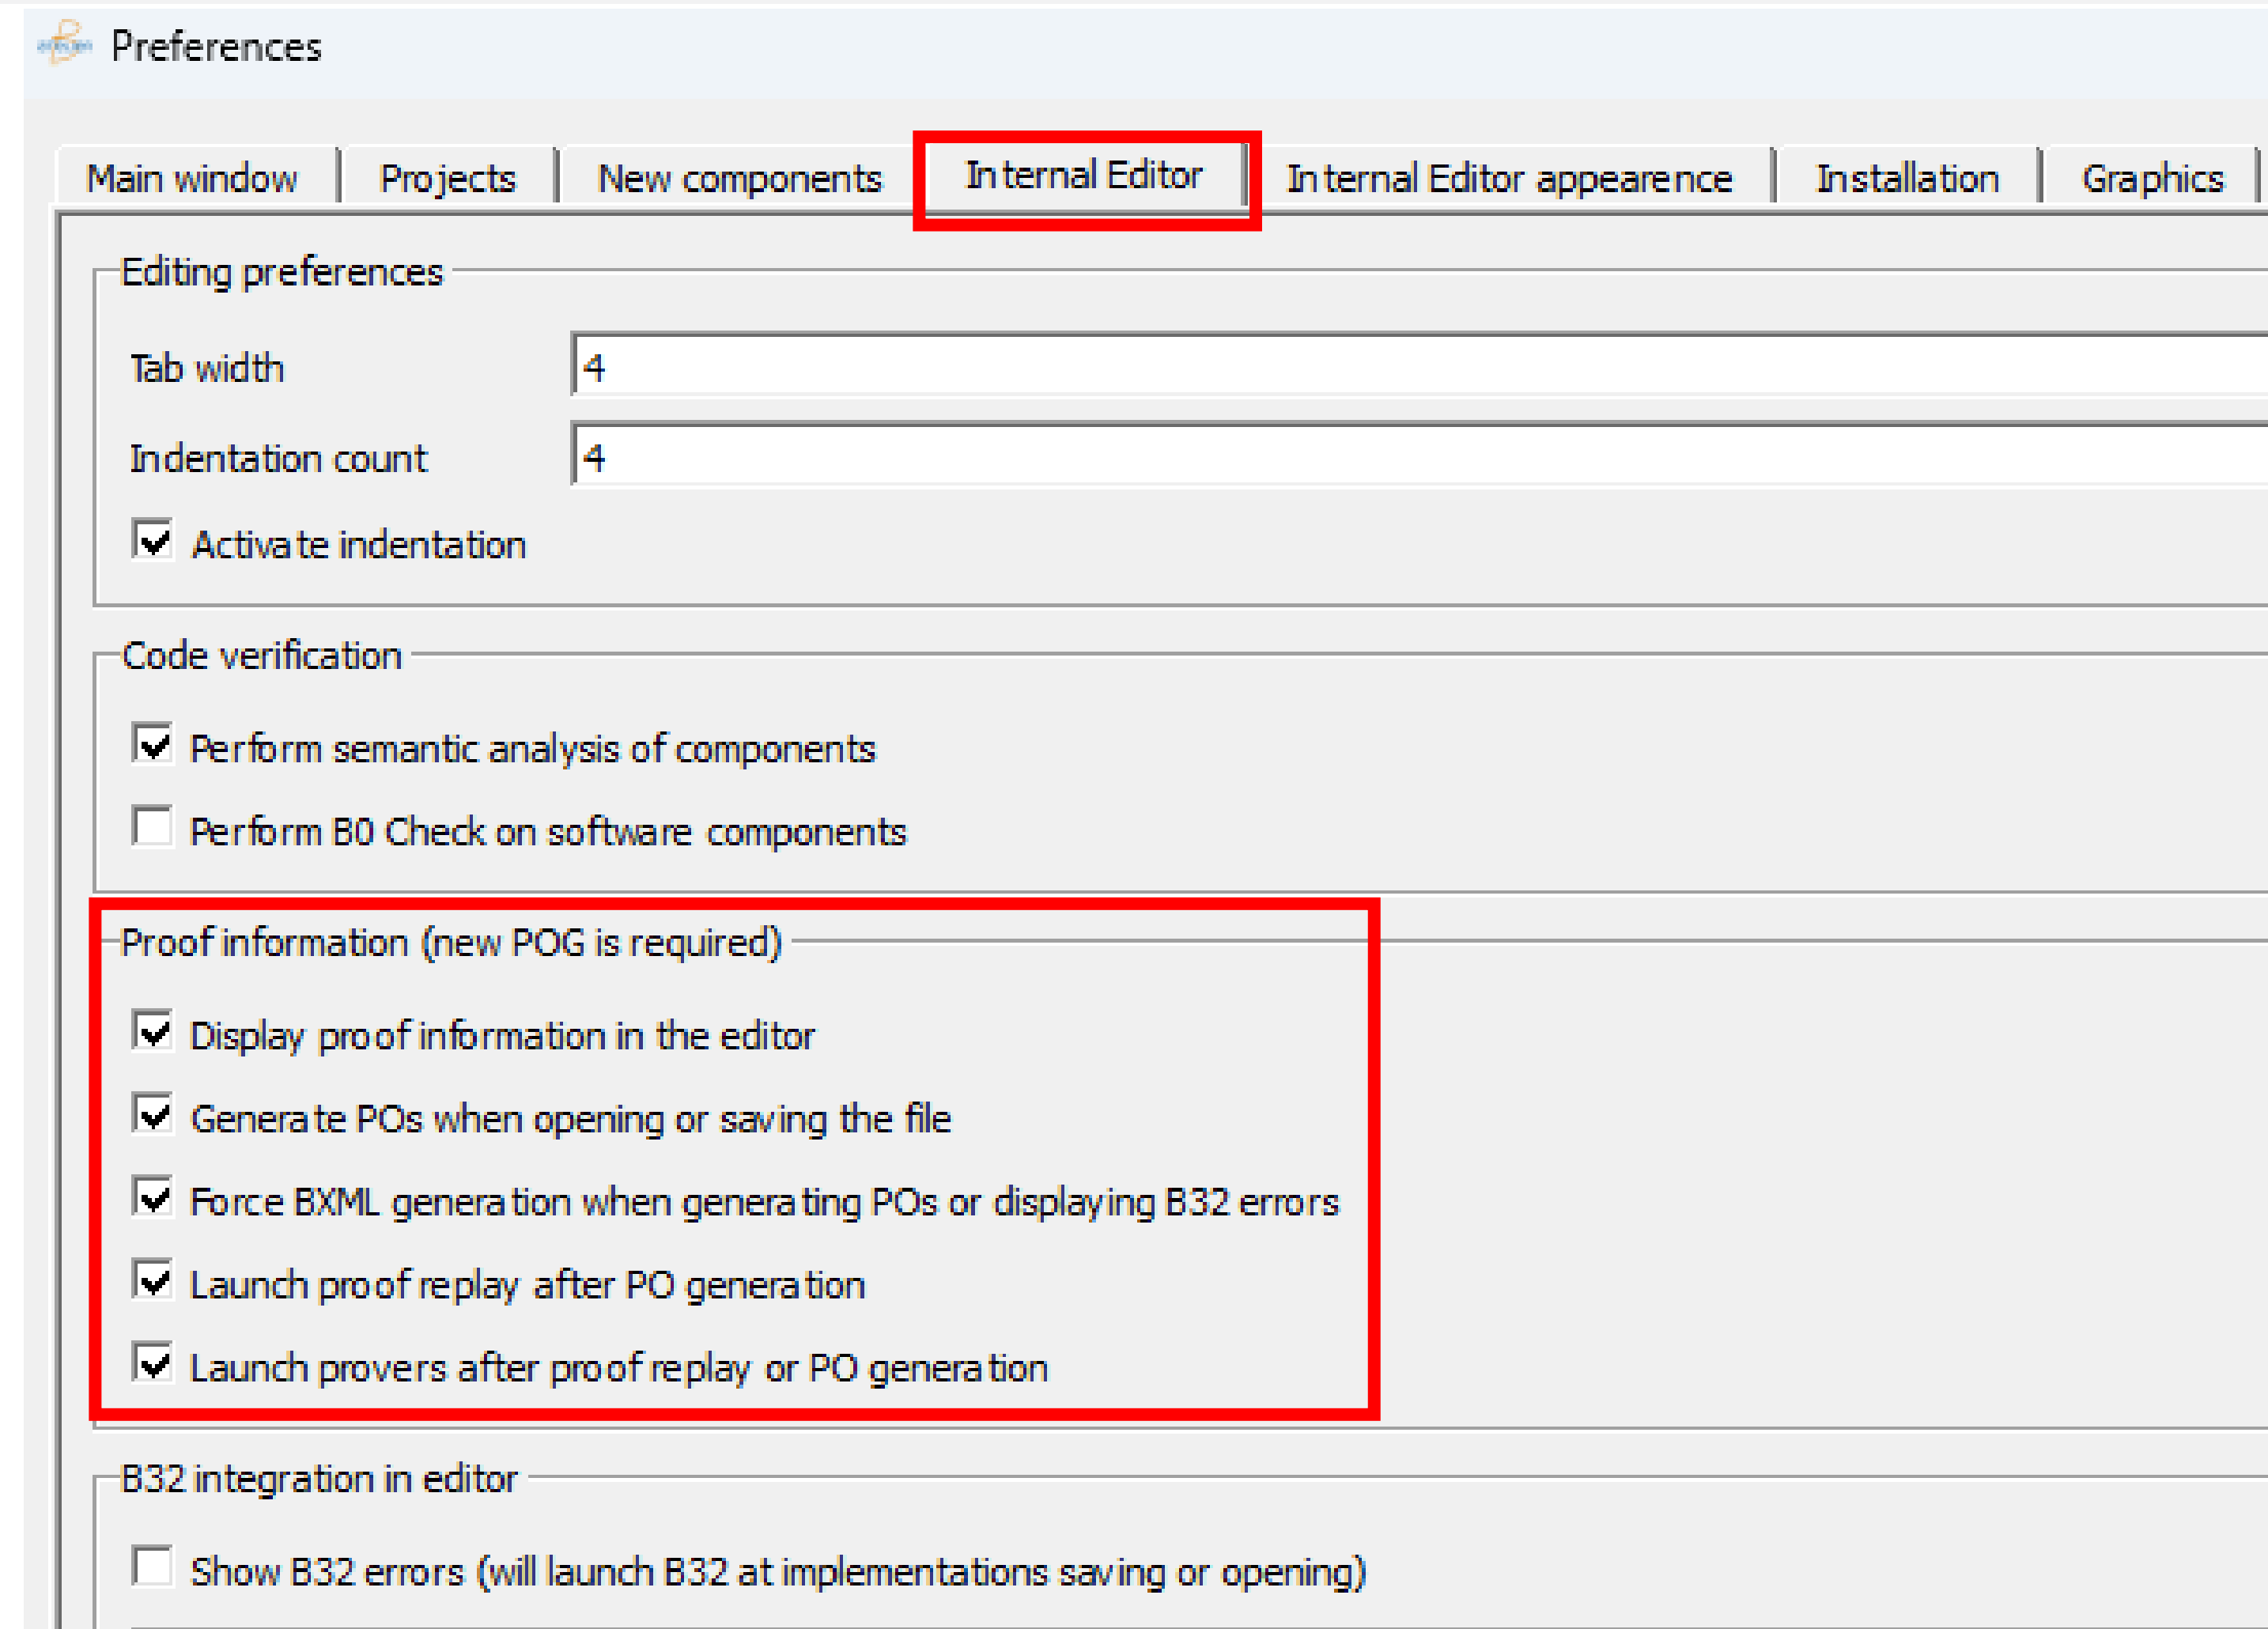 Preferences
Main window Projects New components Internal Editor Internal Editor appearence Installation Graphics
Editing preferences
Tab width 4
Indentation count 4
Activate indentation
Code verification
Perform semantic analysis of components
Perform B0 Check on software components
Proof information (new POG is required)
Display proof information in the editor
Generate POs when opening or saving the file
Force BXML generation when generating POs or displaying B32 errors
Launch proof replay after PO generation
Launch provers after proof replay or PO generation
B32 integration in editor
Show B32 errors (will launch B32 at implementations saving or opening)